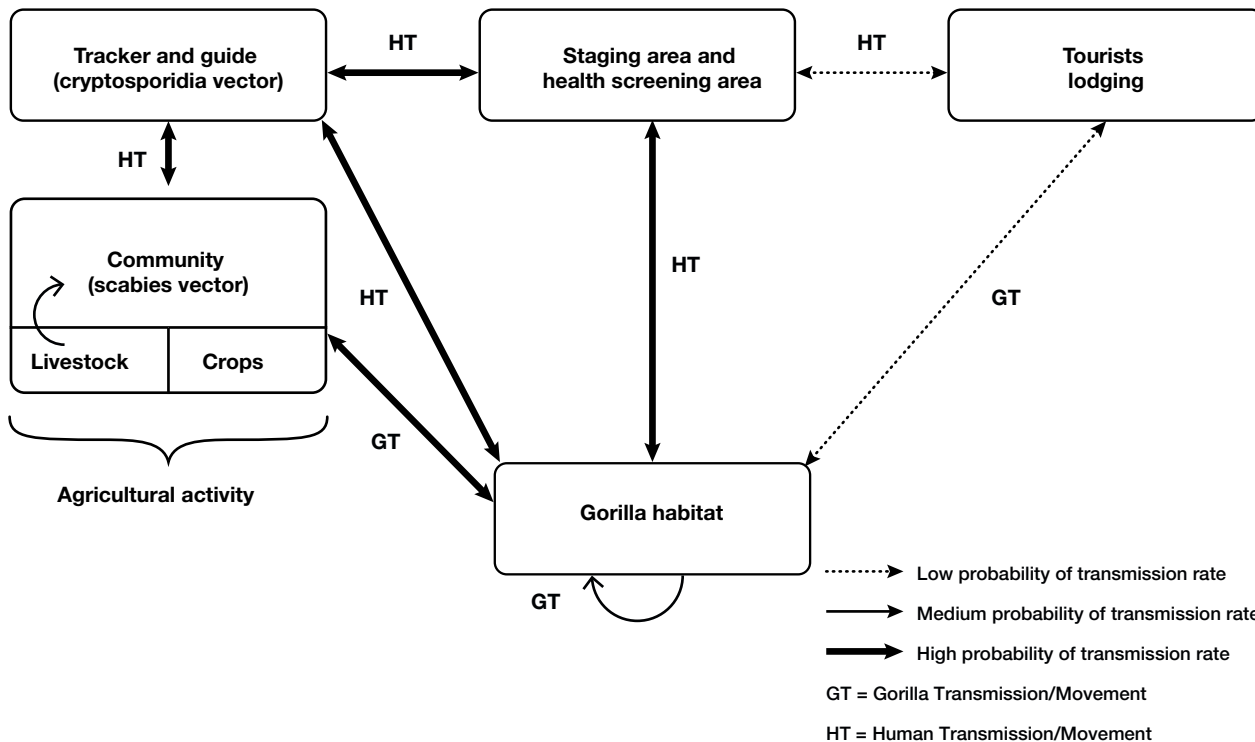 Tracker and guide
(cryptosporidia vector)
HT
Staging area and
health screening area
HT
Tourists
lodging
HT
Community
(scabies vector)
HT
HT
GT
Livestock
Crops
GT
Agricultural activity
Gorilla habitat
GT
Low probability of transmission rate
Medium probability of transmission rate
High probability of transmission rate
GT = Gorilla Transmission/Movement
HT = Human Transmission/Movement